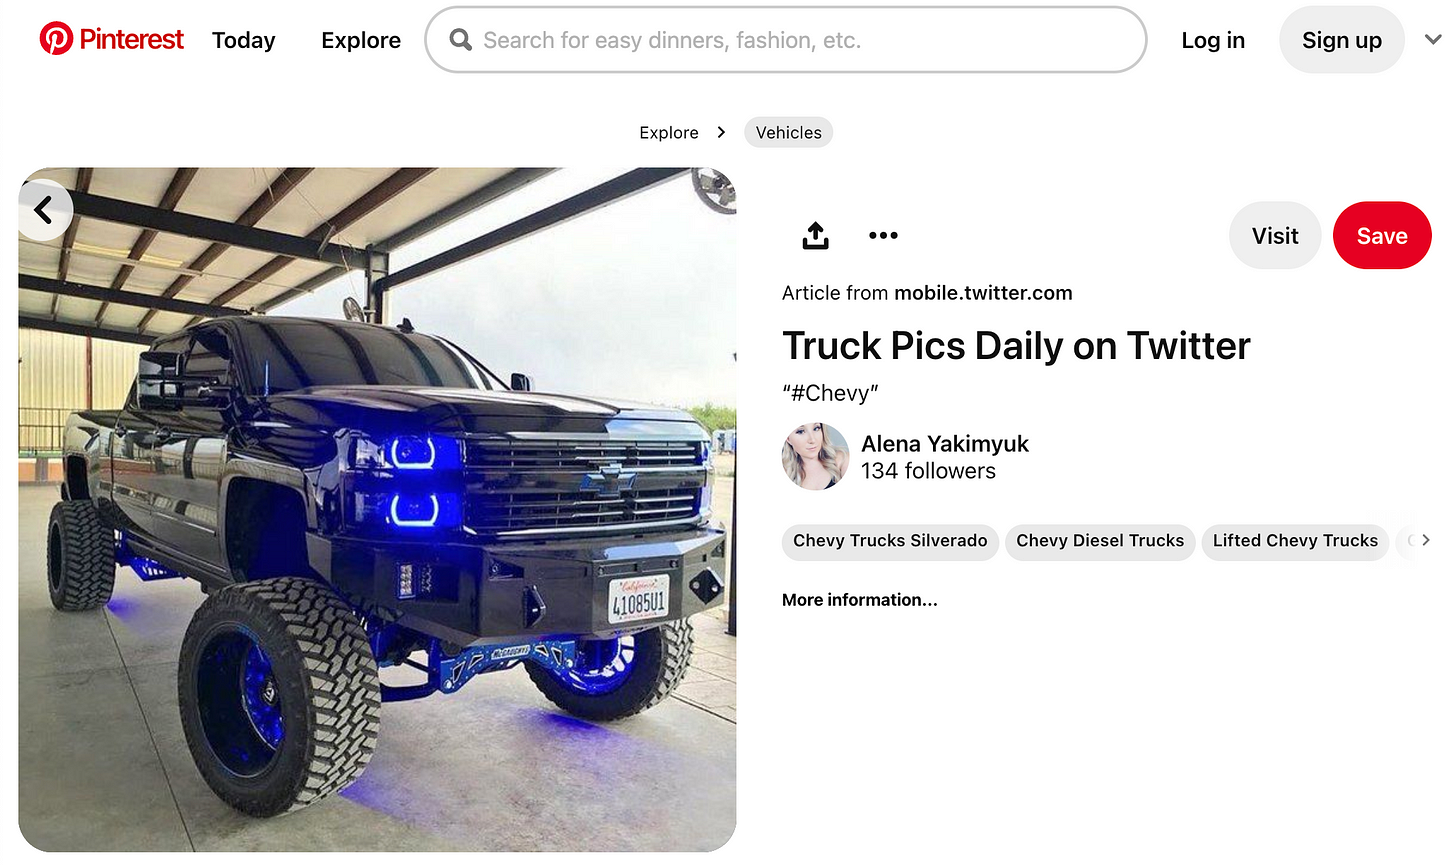 Pinterest Today Explore Search for easy dinners, fashion, etc. Log in Sign up
Explore Vehicles
Visit Save
Article from mobile.twitter.com
Truck Pics Daily on Twitter
“#Chevy”
Alena Yakimyuk
134 followers
Chevy Trucks Silverado Chevy Diesel Trucks Lifted Chevy Trucks
More information...
California
41085U1
McGAUGHYS